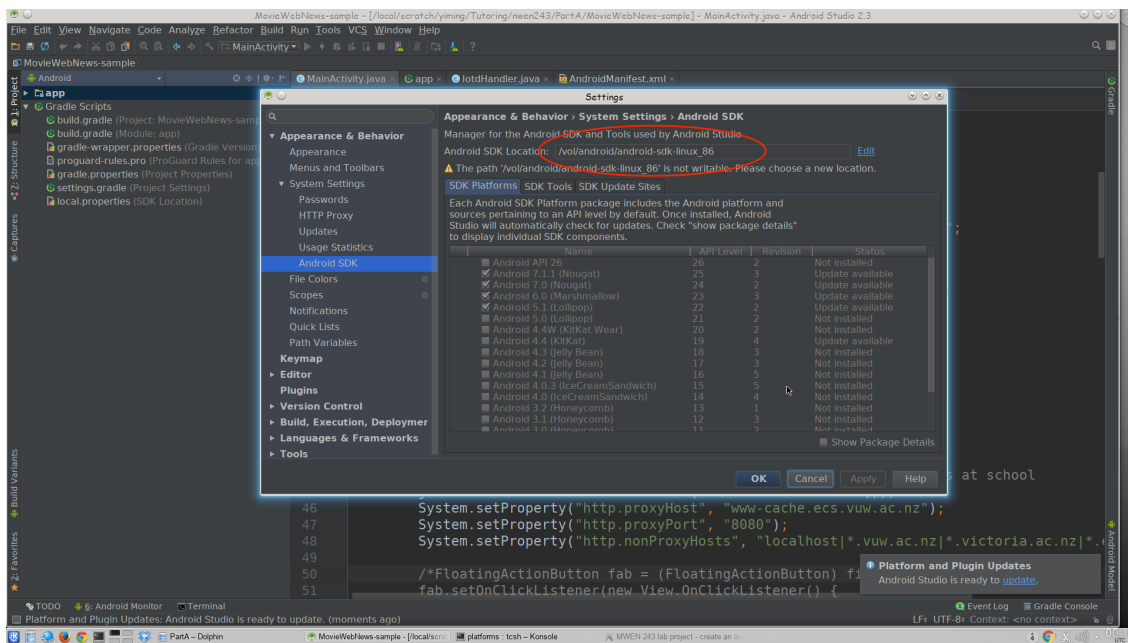 MovieWebNews-sample - [/local/scratch/yiming/Tutoring/nwen243/PartA/MovieWebNews-sample] - MainActivity.java - Android Studio 2.3
File Edit View Navigate Code Analyze Refactor Build Run Tools VCS Window Help
MainActivity
MovieWebNews-sample
Android
MainActivity.java
app
IotdHandler.java
AndroidManifest.xml
1: Project
7: Structure
Captures
Build Variants
2: Favorites
app
Gradle Scripts
build.gradle (Project: MovieWebNews-samp
build.gradle (Module: app)
gradle-wrapper.properties (Gradle Version
proguard-rules.pro (ProGuard Rules for ap
gradle.properties (Project Properties)
settings.gradle (Project Settings)
local.properties (SDK Location)
Settings
Appearance & Behavior
Appearance
Menus and Toolbars
System Settings
Passwords
HTTP Proxy
Updates
Usage Statistics
Android SDK
File Colors
Scopes
Notifications
Quick Lists
Path Variables
Keymap
Editor
Plugins
Version Control
Build, Execution, Deploymer
Languages & Frameworks
Tools
Appearance & Behavior › System Settings › Android SDK
Manager for the Android SDK and Tools used by Android Studio
Android SDK Location: /vol/android/android-sdk-linux_86 Edit
The path '/vol/android/android-sdk-linux_86' is not writable. Please choose a new location.
SDK Platforms SDK Tools SDK Update Sites
Each Android SDK Platform package includes the Android platform and
sources pertaining to an API level by default. Once installed, Android
Studio will automatically check for updates. Check "show package details"
to display individual SDK components.
Name API Level Revision Status
Android API 26 26 2 Not installed
Android 7.1.1 (Nougat) 25 3 Update available
Android 7.0 (Nougat) 24 2 Update available
Android 6.0 (Marshmallow) 23 3 Update available
Android 5.1 (Lollipop) 22 2 Update available
Android 5.0 (Lollipop) 21 2 Not installed
Android 4.4W (KitKat Wear) 20 2 Not installed
Android 4.4 (KitKat) 19 4 Update available
Android 4.3 (Jelly Bean) 18 3 Not installed
Android 4.2 (Jelly Bean) 17 3 Not installed
Android 4.1 (Jelly Bean) 16 5 Not installed
Android 4.0.3 (IceCreamSandwich) 15 5 Not installed
Android 4.0 (IceCreamSandwich) 14 4 Not installed
Android 3.2 (Honeycomb) 13 1 Not installed
Android 3.1 (Honeycomb) 12 3 Not installed
Android 3.0 (Honeycomb) 11 2 Not installed
Show Package Details
OK Cancel Apply Help
Gradle
Android Model
";
s at school
46 System.setProperty("http.proxyHost", "www-cache.ecs.vuw.ac.nz");
47 System.setProperty("http.proxyPort", "8080");
48 System.setProperty("http.nonProxyHosts", "localhost|*.vuw.ac.nz|*.victoria.ac.nz|*.e
49
50 /*FloatingActionButton fab = (FloatingActionButton) fi
51 fab.setOnClickListener(new View.OnClickListener() {
Platform and Plugin Updates
Android Studio is ready to update.
TODO 6: Android Monitor Terminal Event Log Gradle Console
Platform and Plugin Updates: Android Studio is ready to update. (moments ago) LF÷ UTF-8÷ Context: <no context>
PartA – Dolphin
MovieWebNews-sample - [/local/scra
platforms : tcsh – Konsole